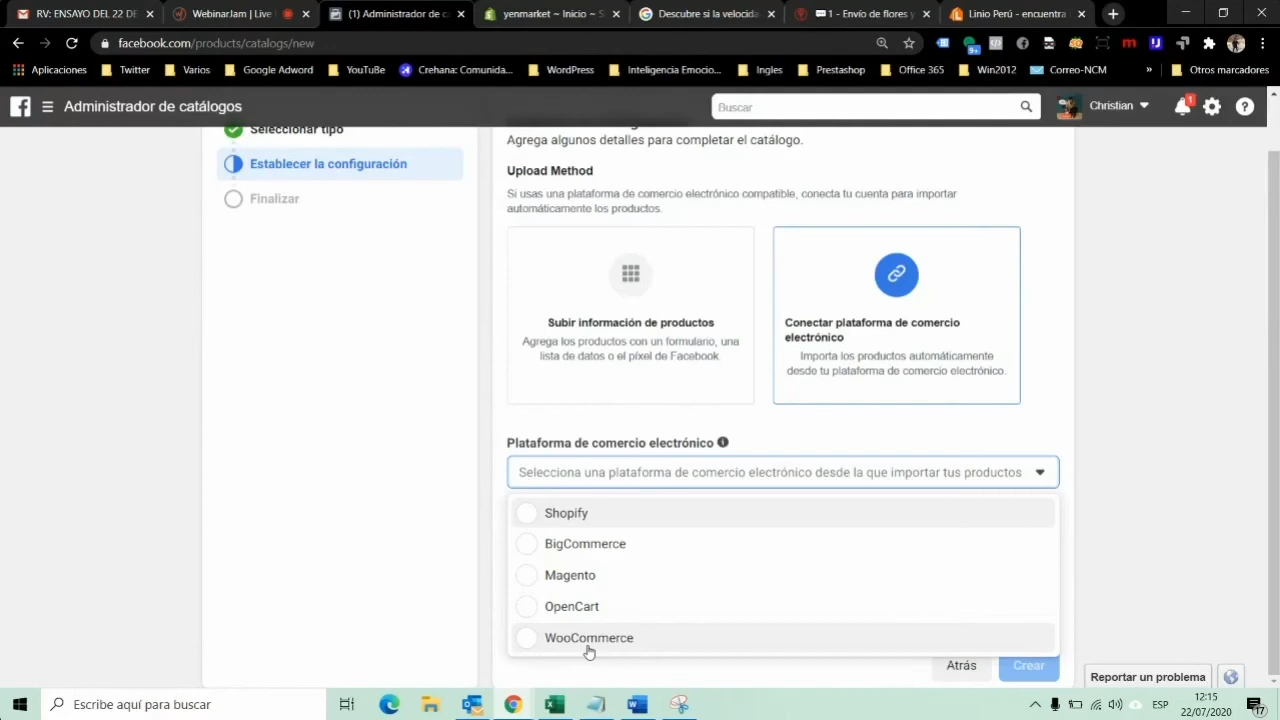 RV: ENSAYO DEL 22 DE
WebinarJam | Live
(1) Administrador de c
yenmarket ~ Inicio ~ S
Descubre si la velocida
1 - Envío de flores y
Linio Perú - encuentra
facebook.com/products/catalogs/new
Aplicaciones
Twitter
Varios
Google Adword
YouTuBe
Crehana: Comunida...
WordPress
Inteligencia Emocio...
Ingles
Prestashop
Office 365
Win2012
Correo-NCM
»
Otros marcadores
Administrador de catálogos
Buscar
Christian
1
Seleccionar tipo
Establecer la configuración
Finalizar
Agrega algunos detalles para completar el catálogo.
Upload Method
Si usas una plataforma de comercio electrónico compatible, conecta tu cuenta para importar
automáticamente los productos.
Subir información de productos
Agrega los productos con un formulario, una
lista de datos o el píxel de Facebook
Conectar plataforma de comercio
electrónico
Importa los productos automáticamente
desde tu plataforma de comercio electrónico.
Plataforma de comercio electrónico
Selecciona una plataforma de comercio electrónico desde la que importar tus productos
Shopify
BigCommerce
Magento
OpenCart
WooCommerce
Atrás
Crear
Reportar un problema
Escribe aquí para buscar
ESP
12:15
22/07/2020
17